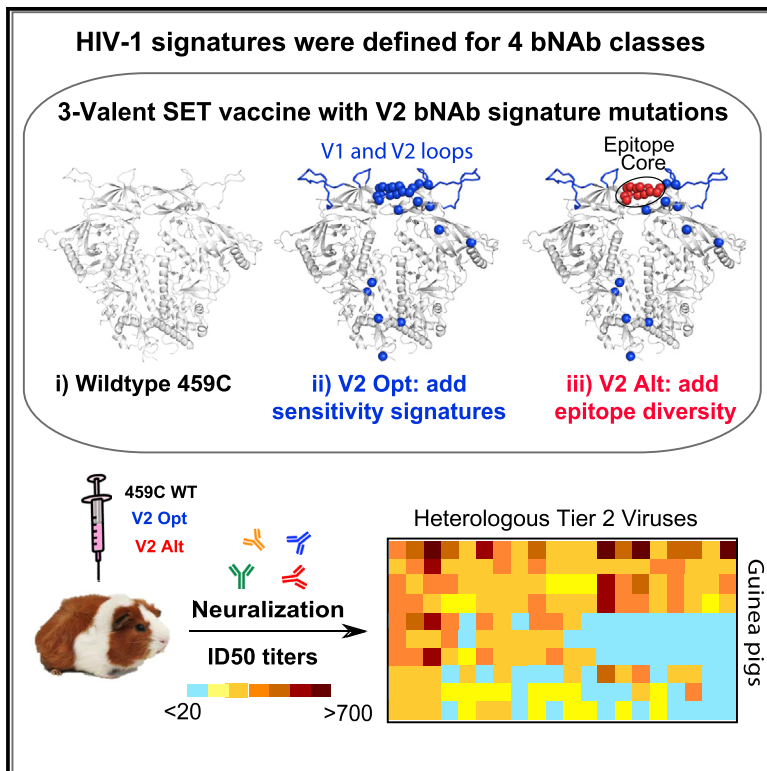 HIV-1 signatures were defined for 4 bNAb classes
3-Valent SET vaccine with V2 bNAb signature mutations
V1 and V2 loops
Epitope
Core
i) Wildtype 459C
ii) V2 Opt: add
sensitivity signatures
iii) V2 Alt: add
epitope diversity
459C WT
V2 Opt
V2 Alt
Neuralization
ID50 titers
<20
>700
Heterologous Tier 2 Viruses
Guinea pigs